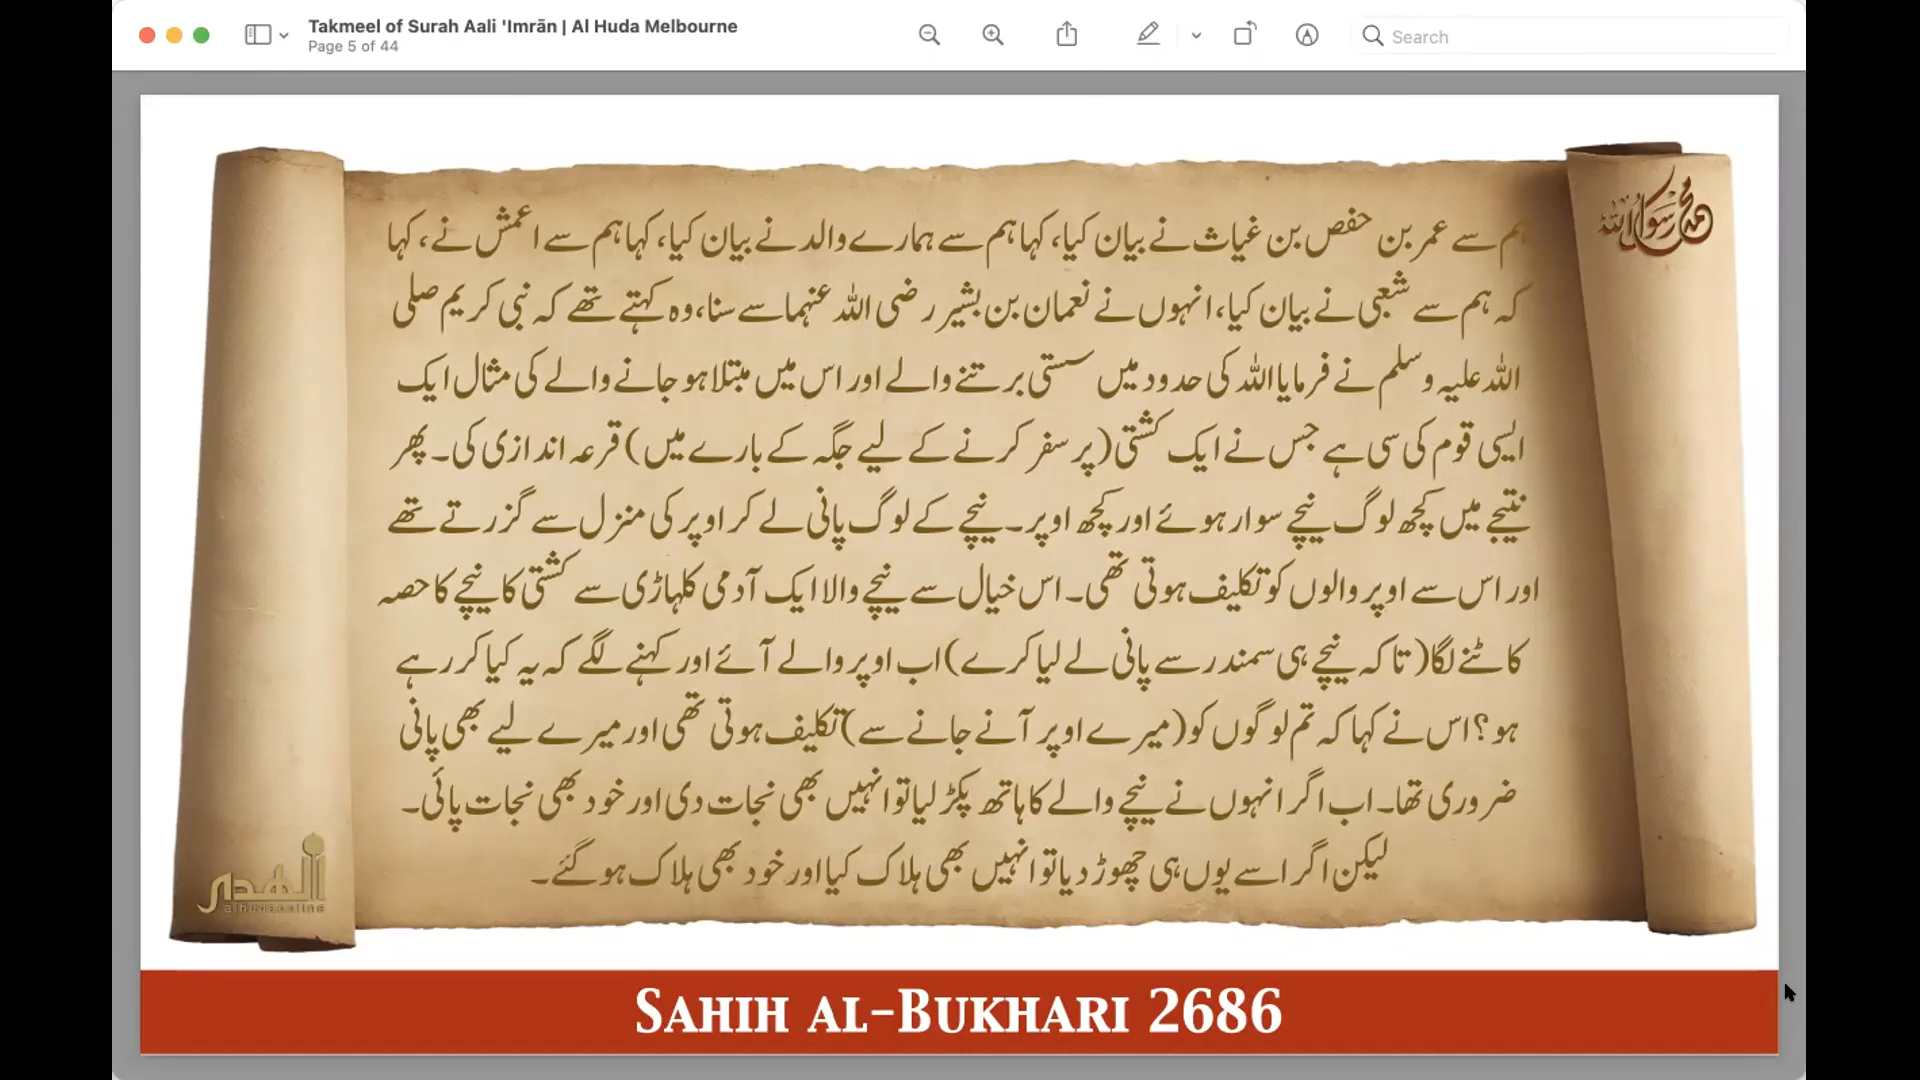 Takmeel of Surah Aali 'Imrān | Al Huda Melbourne
Page 5 of 44
Search
محمد رسول الله
ہم سے عمر بن حفص بن غیاث نے بیان کیا، کہا ہم سے ہمارے والد نے بیان کیا، کہا ہم سے اعمش نے، کہا
کہ ہم سے شعبی نے بیان کیا، انہوں نے نعمان بن بشیر رضی اللہ عنہما سے سنا، وہ کہتے تھے کہ نبی کریم صلی
اللہ علیہ وسلم نے فرمایا اللہ کی حدود میں سستی برتنے والے اور اس میں مبتلا ہو جانے والے کی مثال ایک
ایسی قوم کی سی ہے جس نے ایک کشتی (پر سفر کرنے کے لیے جگہ کے بارے میں) قرعہ اندازی کی۔ پھر
نتیجے میں کچھ لوگ نیچے سوار ہوئے اور کچھ اوپر۔ نیچے کے لوگ پانی لے کر اوپر کی منزل سے گزرتے تھے
اور اس سے اوپر والوں کو تکلیف ہوتی تھی۔ اس خیال سے نیچے والا ایک آدمی کلہاڑی سے کشتی کا نیچے کا حصہ
کاٹنے لگا (تاکہ نیچے ہی سمندر سے پانی لے لیا کرے) اب اوپر والے آئے اور کہنے لگے کہ یہ کیا کر رہے
ہو؟ اس نے کہا کہ تم لوگوں کو (میرے اوپر آنے جانے سے) تکلیف ہوتی تھی اور میرے لیے بھی پانی
ضروری تھا۔ اب اگر انہوں نے نیچے والے کا ہاتھ پکڑ لیا تو انہیں بھی نجات دی اور خود بھی نجات پائی۔
لیکن اگر اسے یوں ہی چھوڑ دیا تو انہیں بھی ہلاک کیا اور خود بھی ہلاک ہو گئے۔
الهدى
alhudaonline
SAHIH AL-BUKHARI 2686